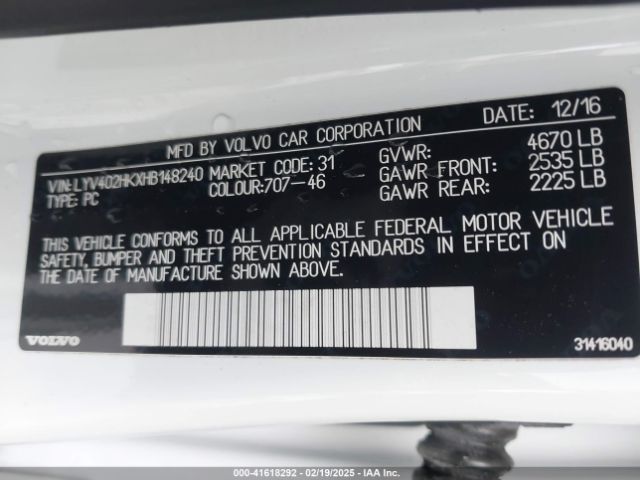 MFD BY VOLVO CAR CORPORATION DATE: 12/16
VIN: LYV402HKXHB148240 MARKET CODE: 31 GVWR: 4670 LB
TYPE: PC COLOUR:707-46 GAWR FRONT: 2535 LB
GAWR REAR: 2225 LB
THIS VEHICLE CONFORMS TO ALL APPLICABLE FEDERAL MOTOR VEHICLE
SAFETY, BUMPER AND THEFT PREVENTION STANDARDS IN EFFECT ON
THE DATE OF MANUFACTURE SHOWN ABOVE.
VOLVO 31416040
000-41618292 - 02/19/2025 - IAA Inc.